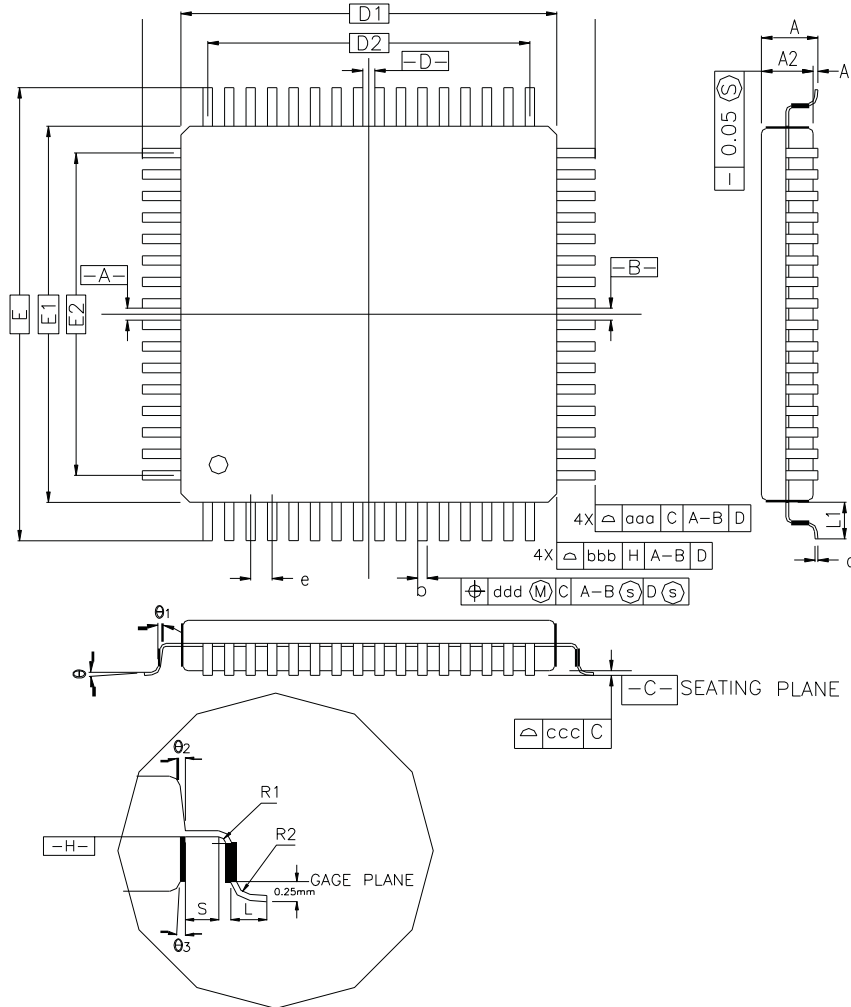 D1
D2
-D-
A
A2
A
0.05 S
-A-
-B-
E
E1
E2
4X aaa C A-B D
4X bbb H A-B D
e
b
ddd M C A-B S D S
L1
θ1
θ
-C- SEATING PLANE
ccc C
θ2
R1
R2
-H-
GAGE PLANE
0.25mm
S
L
θ3